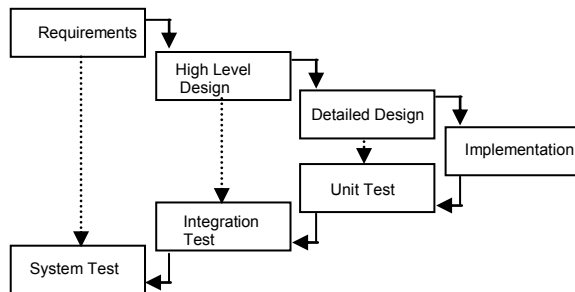 Requirements
High Level
Design
Detailed Design
Implementation
Unit Test
Integration
Test
System Test